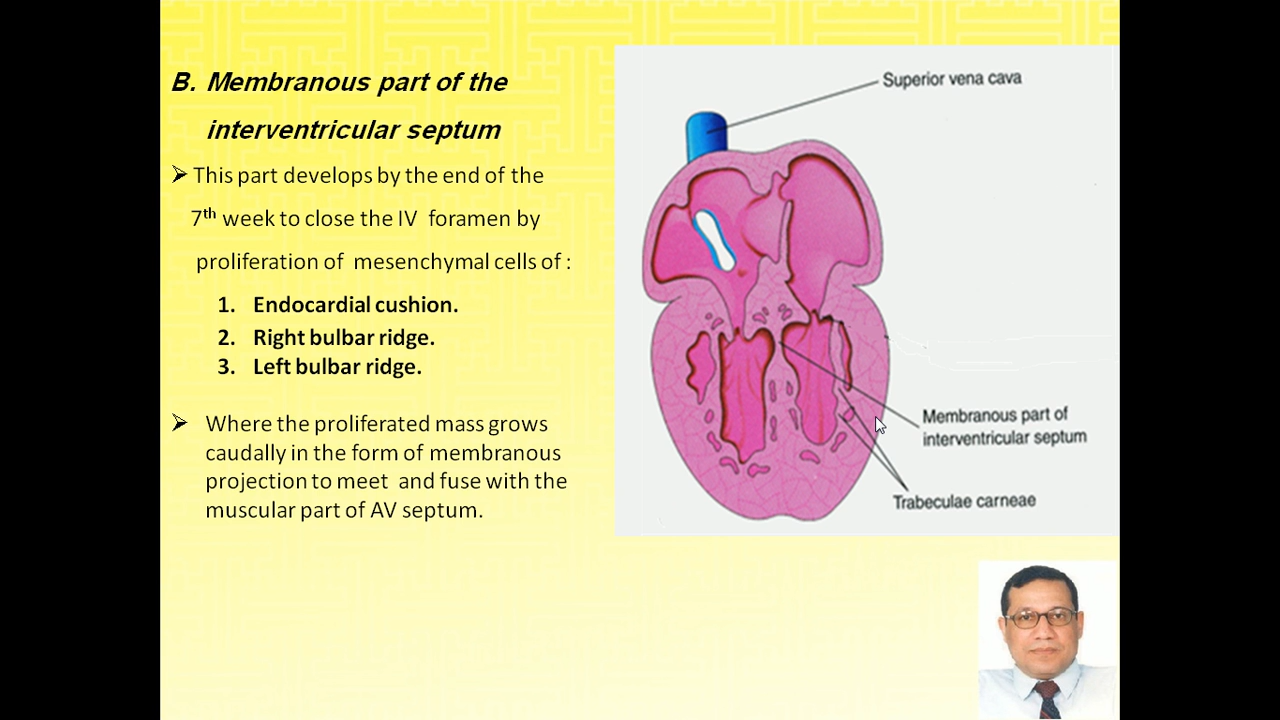 B. Membranous part of the
interventricular septum
➢ This part develops by the end of the
7th week to close the IV foramen by
proliferation of mesenchymal cells of :
1. Endocardial cushion.
2. Right bulbar ridge.
3. Left bulbar ridge.
➢ Where the proliferated mass grows
caudally in the form of membranous
projection to meet and fuse with the
muscular part of AV septum.
Superior vena cava
Membranous part of
interventricular septum
Trabeculae carneae